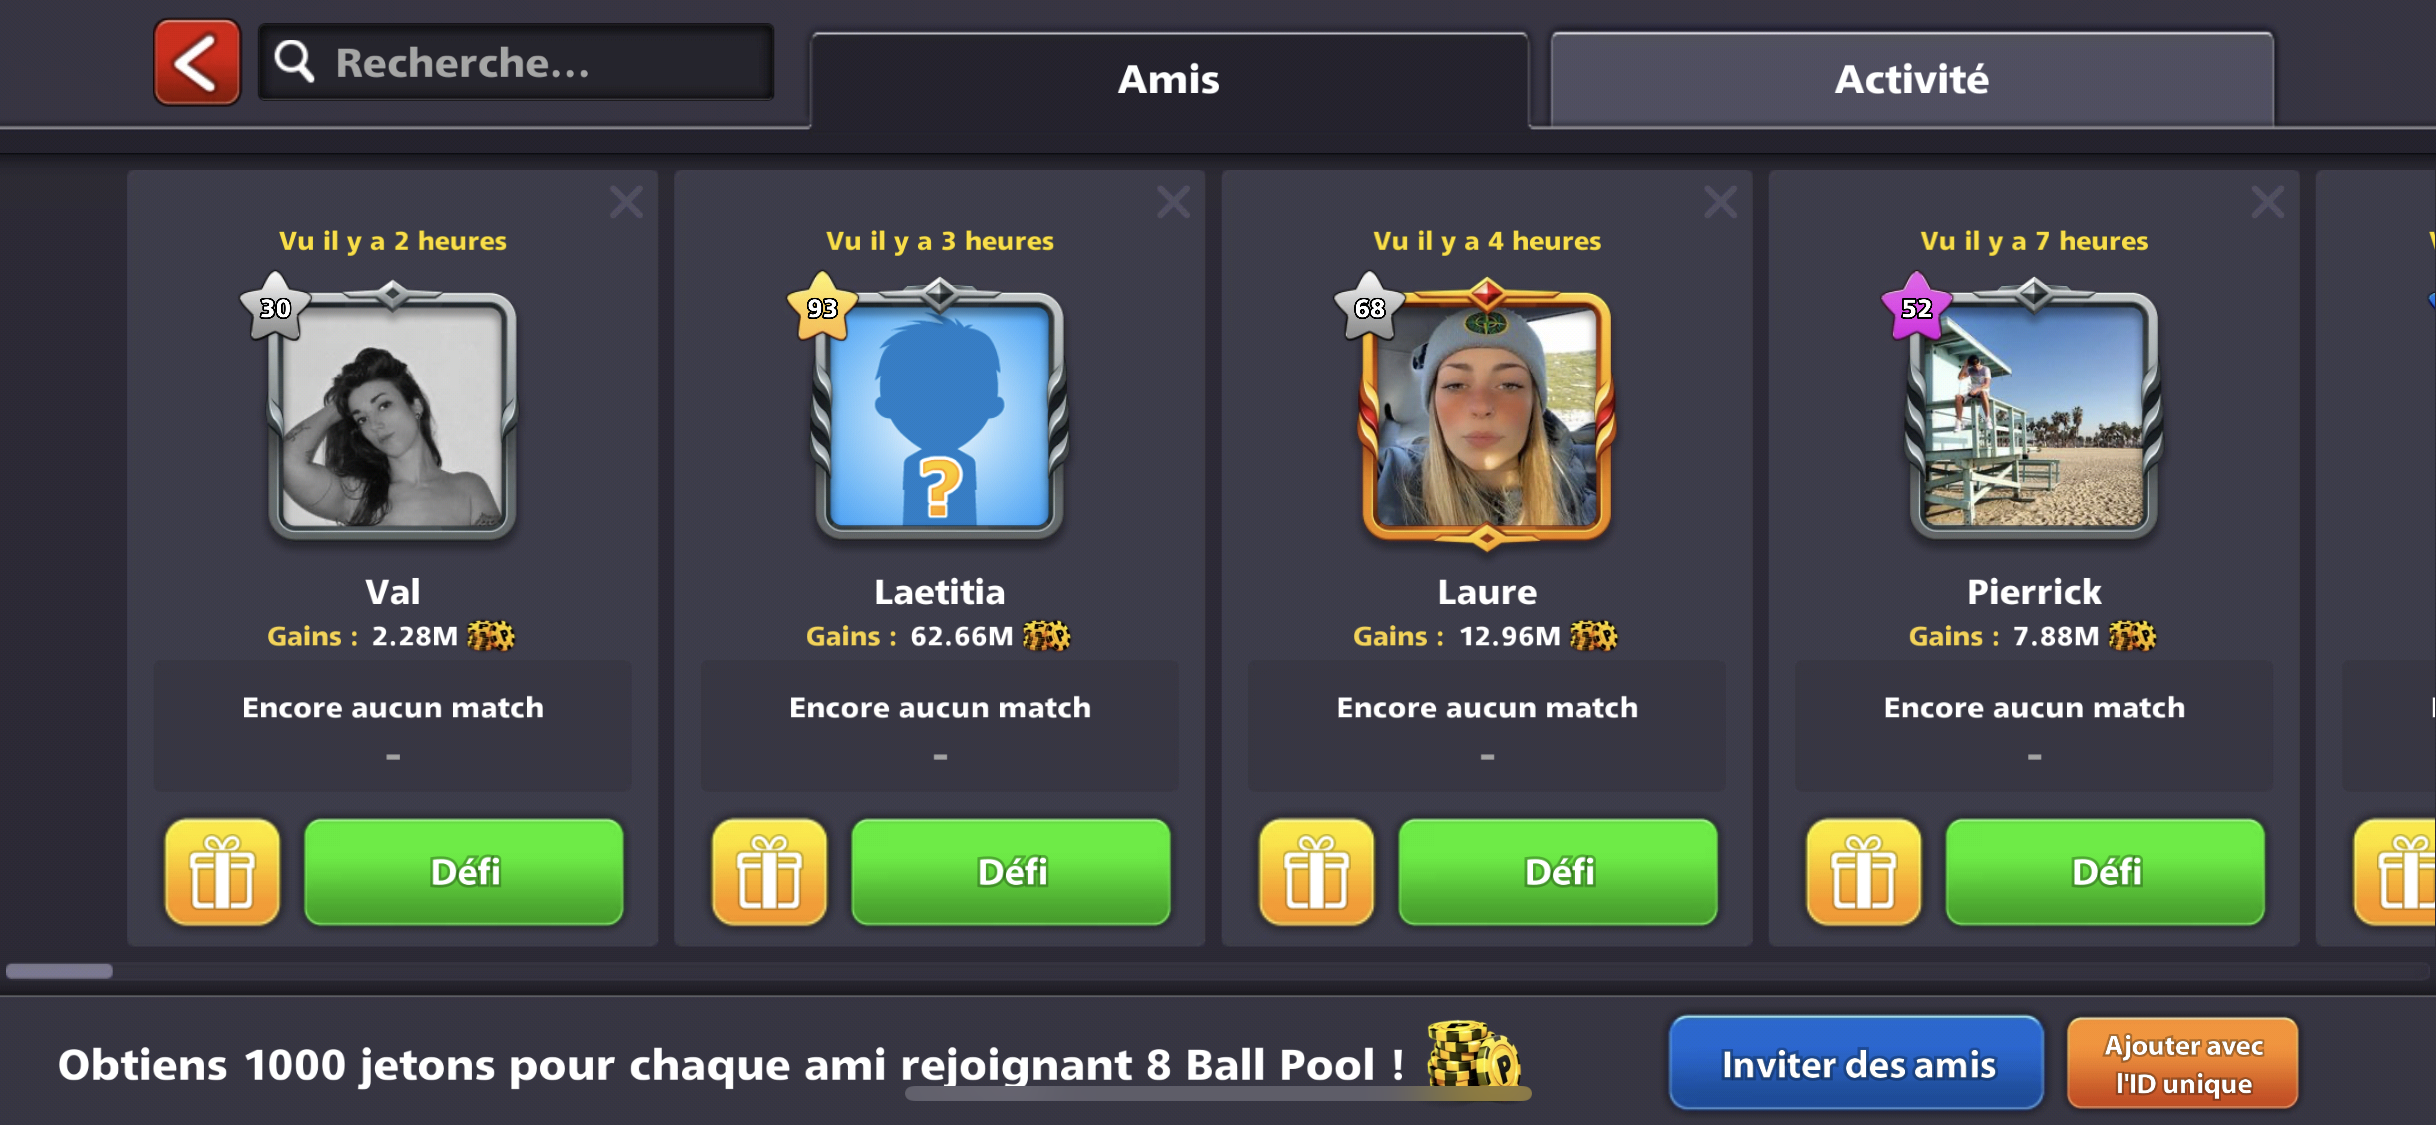 Recherche...
Amis
Activité
Vu il y a 2 heures
30
Val
Gains : 2.28M
Encore aucun match
-
Défi
Vu il y a 3 heures
93
?
Laetitia
Gains : 62.66M
Encore aucun match
-
Défi
Vu il y a 4 heures
68
Laure
Gains : 12.96M
Encore aucun match
-
Défi
Vu il y a 7 heures
52
Pierrick
Gains : 7.88M
Encore aucun match
-
Défi
Obtiens 1000 jetons pour chaque ami rejoignant 8 Ball Pool !
P
Inviter des amis
Ajouter avec
l'ID unique